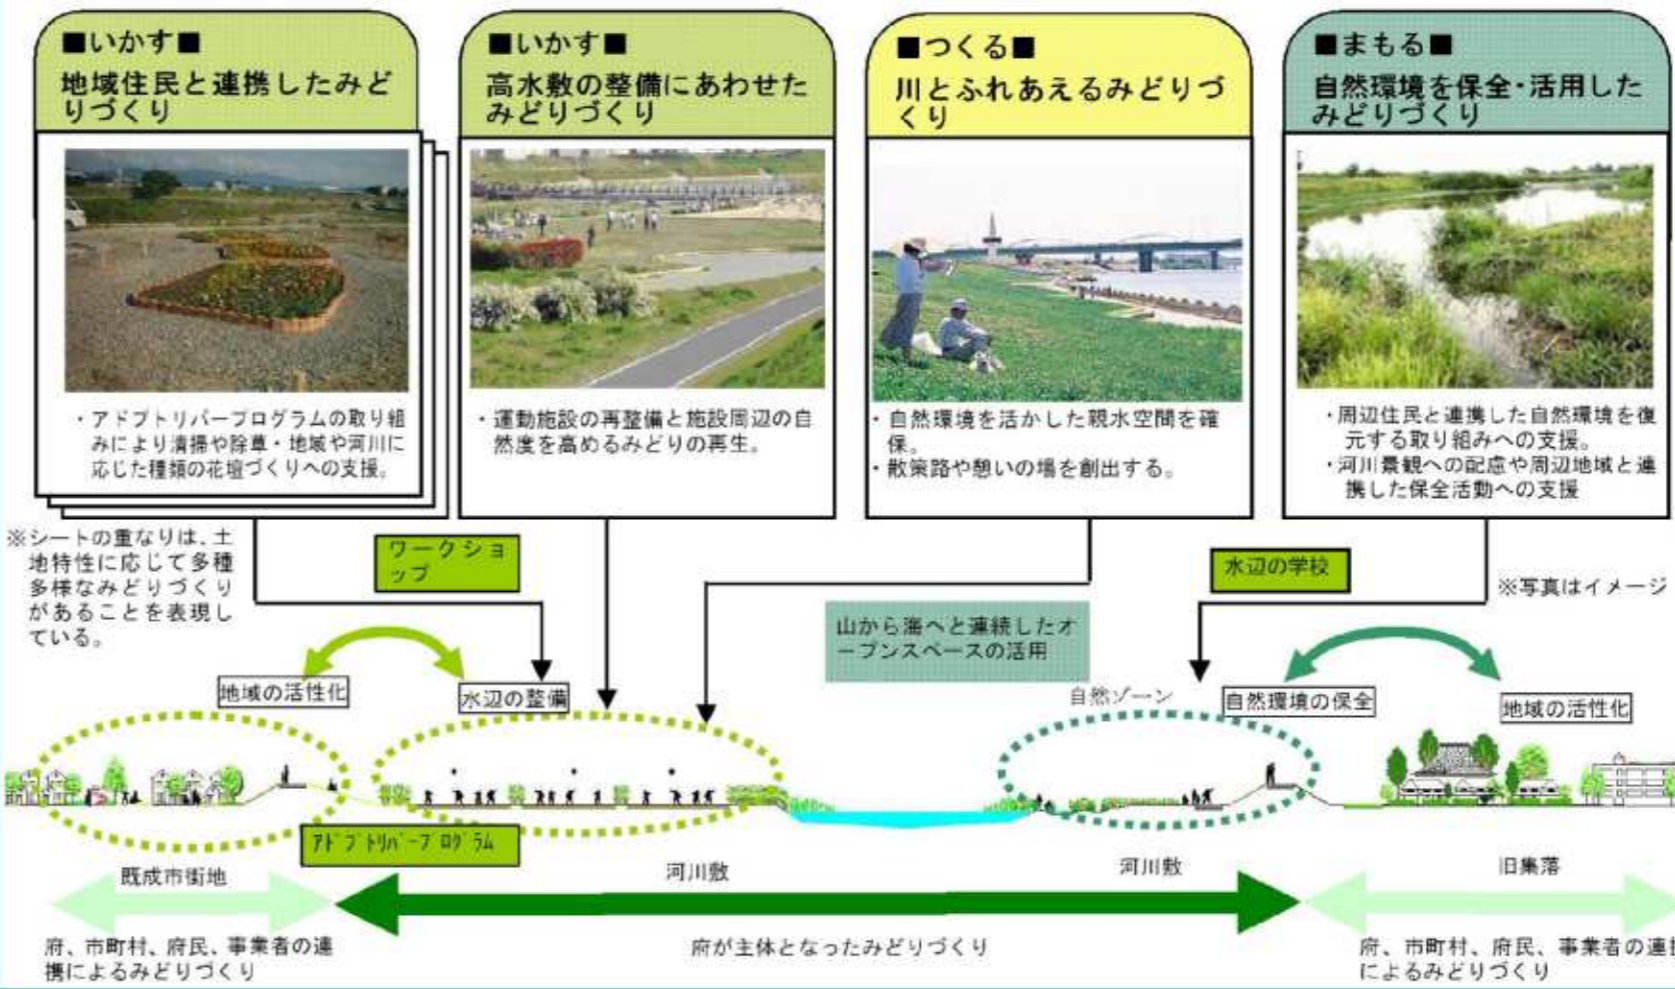 ■いかす■
地域住民と連携したみど
りづくり
・アドプトリバープログラムの取り組
みにより清掃や除草・地域や河川に
応じた種類の花壇づくりへの支援。
■いかす■
高水敷の整備にあわせた
みどりづくり
・運動施設の再整備と施設周辺の自
然度を高めるみどりの再生。
■つくる■
川とふれあえるみどりづ
くり
・自然環境を活かした親水空間を確
保。
・散策路や憩いの場を創出する。
■まもる■
自然環境を保全・活用した
みどりづくり
・周辺住民と連携した自然環境を復
元する取り組みへの支援。
・河川景観への配慮や周辺地域と連
携した保全活動への支援
※シートの重なりは、土
地特性に応じて多種
多様なみどりづくり
があることを表現し
ている。
ワークショ
ップ
水辺の学校
※写真はイメージ
山から海へと連続したオ
ープンスペースの活用
地域の活性化
水辺の整備
自然ゾーン
自然環境の保全
地域の活性化
アドプトリバープログラム
既成市街地
河川敷
河川敷
旧集落
府、市町村、府民、事業者の連
携によるみどりづくり
府が主体となったみどりづくり
府、市町村、府民、事業者の連携
によるみどりづくり